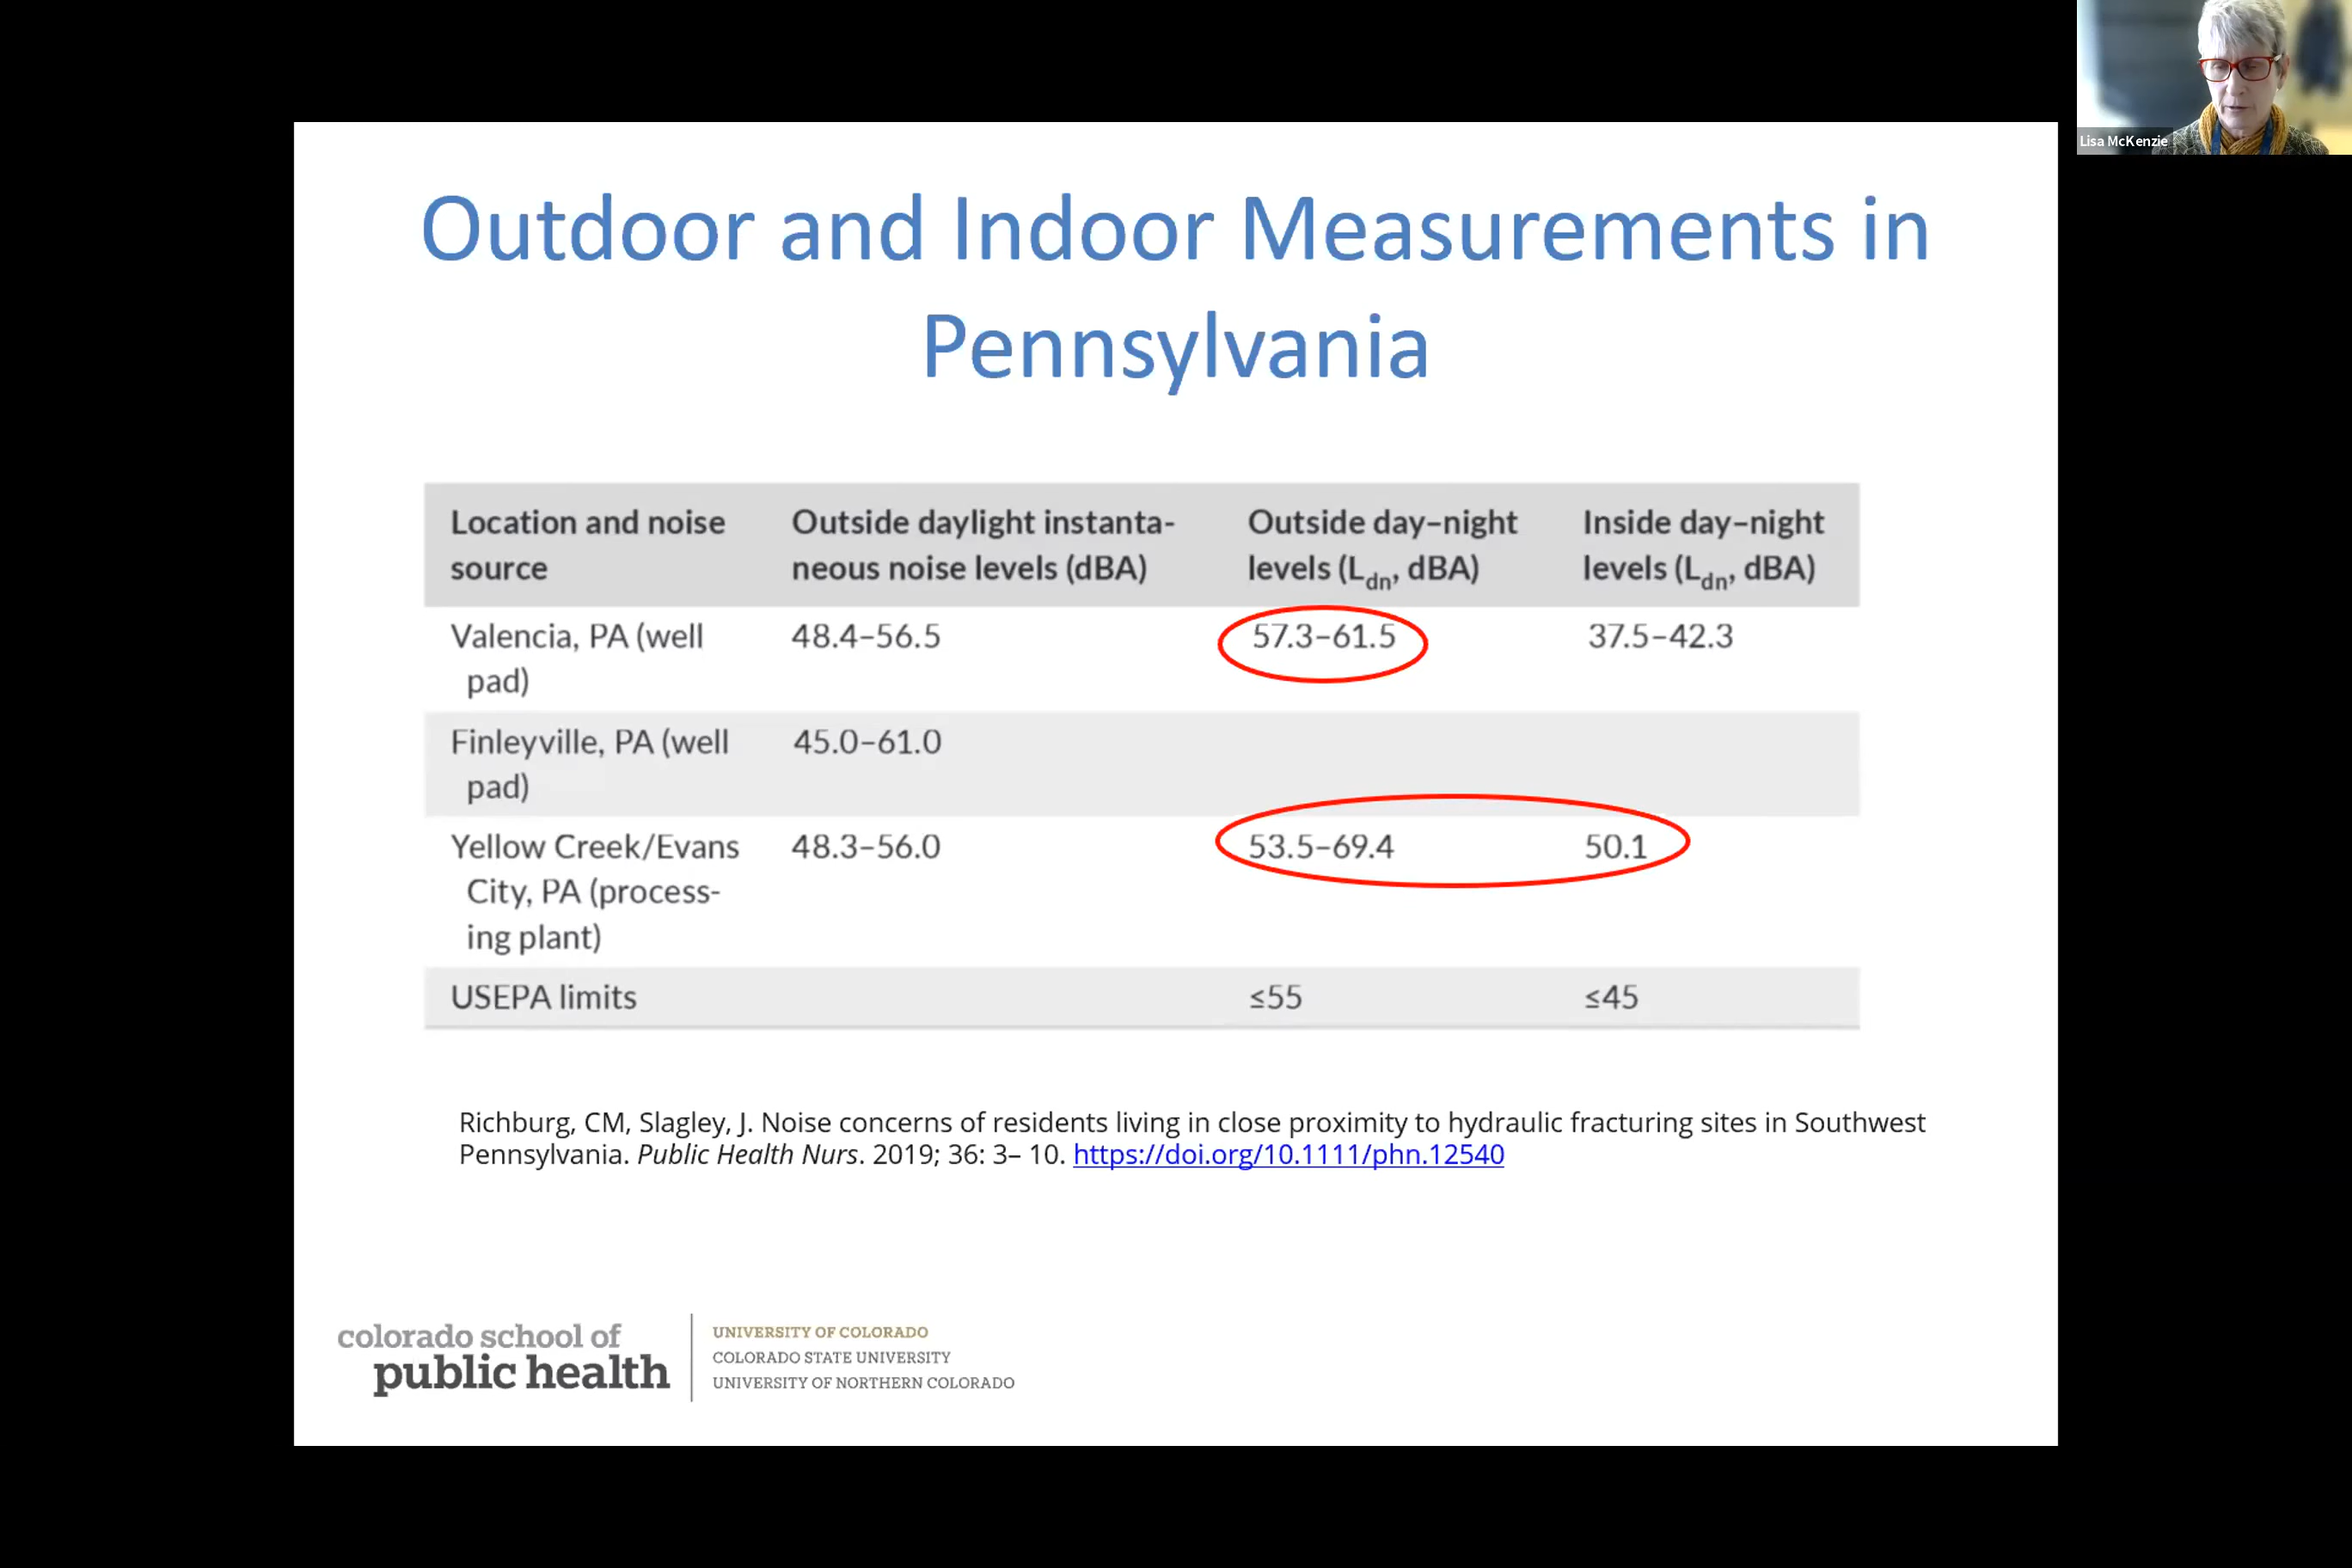 Lisa McKenzie
Outdoor and Indoor Measurements in
Pennsylvania
Location and noise source
Outside daylight instanta-
neous noise levels (dBA)
Outside day–night
levels (Ldn, dBA)
Inside day–night
levels (Ldn, dBA)
Valencia, PA (well
pad)
48.4–56.5
57.3–61.5
37.5–42.3
Finleyville, PA (well
pad)
45.0–61.0
Yellow Creek/Evans
City, PA (process-
ing plant)
48.3–56.0
53.5–69.4
50.1
USEPA limits
≤55
≤45
Richburg, CM, Slagley, J. Noise concerns of residents living in close proximity to hydraulic fracturing sites in Southwest
Pennsylvania. Public Health Nurs. 2019; 36: 3– 10. https://doi.org/10.1111/phn.12540
colorado school of
public health
UNIVERSITY OF COLORADO
COLORADO STATE UNIVERSITY
UNIVERSITY OF NORTHERN COLORADO